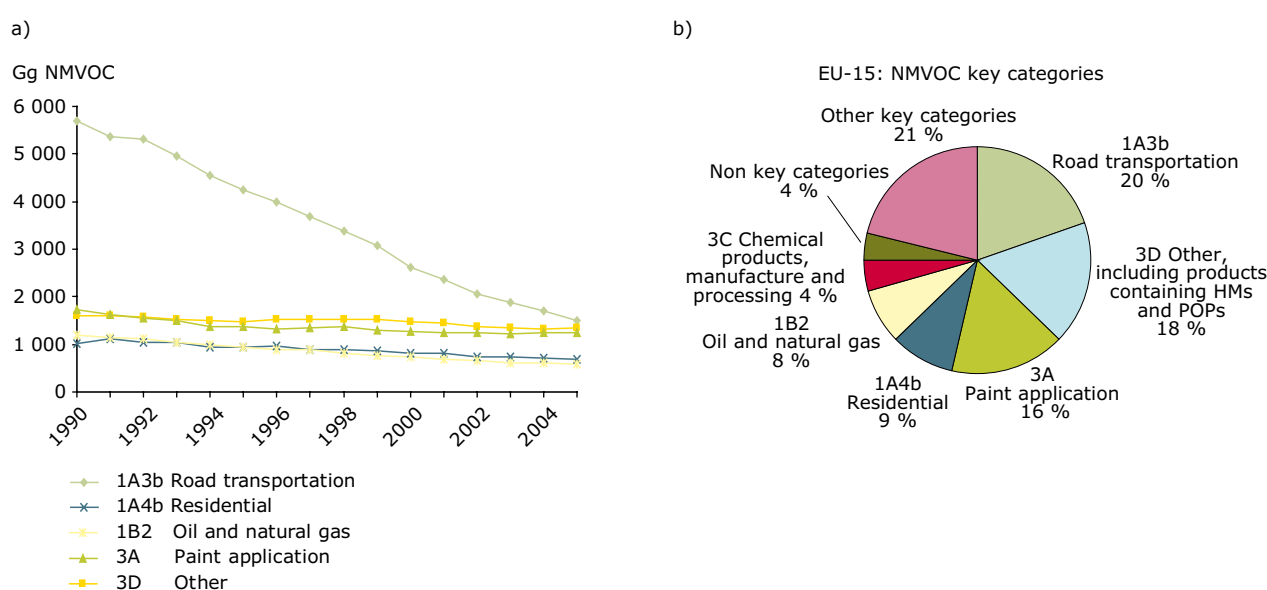 a)
Gg NMVOC
6 000
5 000
4 000
3 000
2 000
1 000
0
1990
1992
1994
1996
1998
2000
2002
2004
1A3b Road transportation
1A4b Residential
1B2 Oil and natural gas
3A Paint application
3D Other
b)
EU-15: NMVOC key categories
Other key categories
21 %
1A3b
Road transportation
20 %
Non key categories
4 %
3C Chemical
products,
manufacture and
processing 4 %
3D Other,
including products
containing HMs
and POPs
18 %
1B2
Oil and natural gas
8 %
1A4b
Residential
9 %
3A
Paint application
16 %